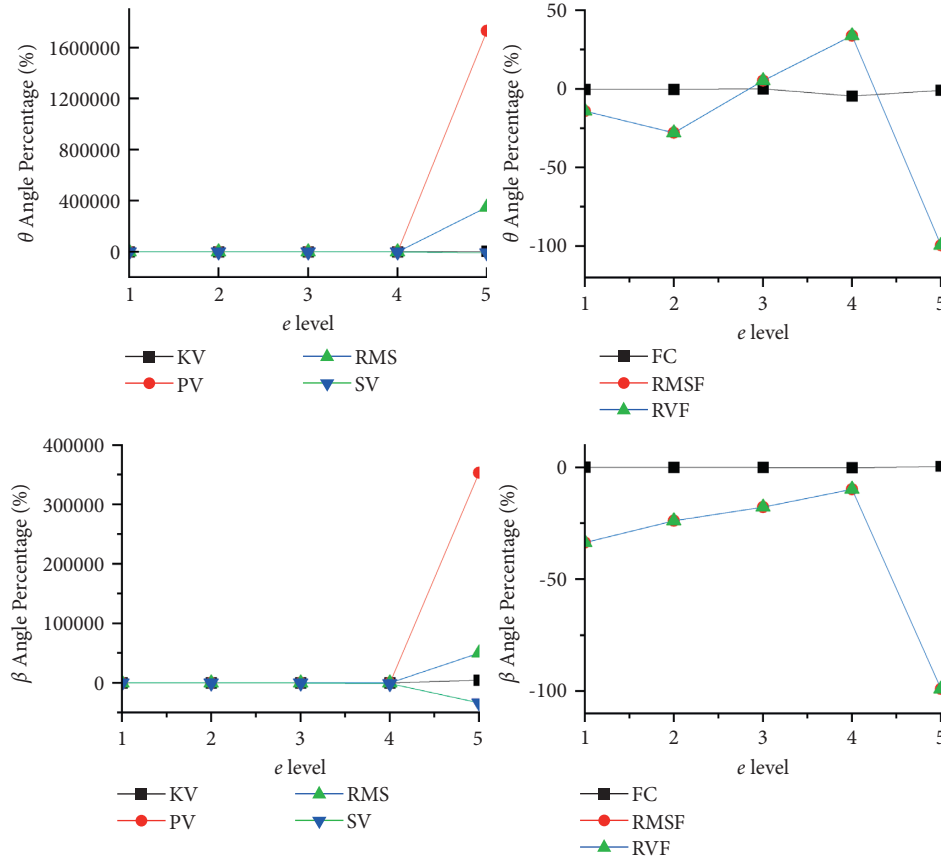 θ Angle Percentage (%)
1600000
1200000
800000
400000
0
1 2 3 4 5
e level
KV RMS
PV SV
θ Angle Percentage (%)
50
0
-50
-100
1 2 3 4 5
e level
FC
RMSF
RVF
β Angle Percentage (%)
400000
300000
200000
100000
0
1 2 3 4 5
e level
KV RMS
PV SV
β Angle Percentage (%)
0
-50
-100
1 2 3 4 5
e level
FC
RMSF
RVF